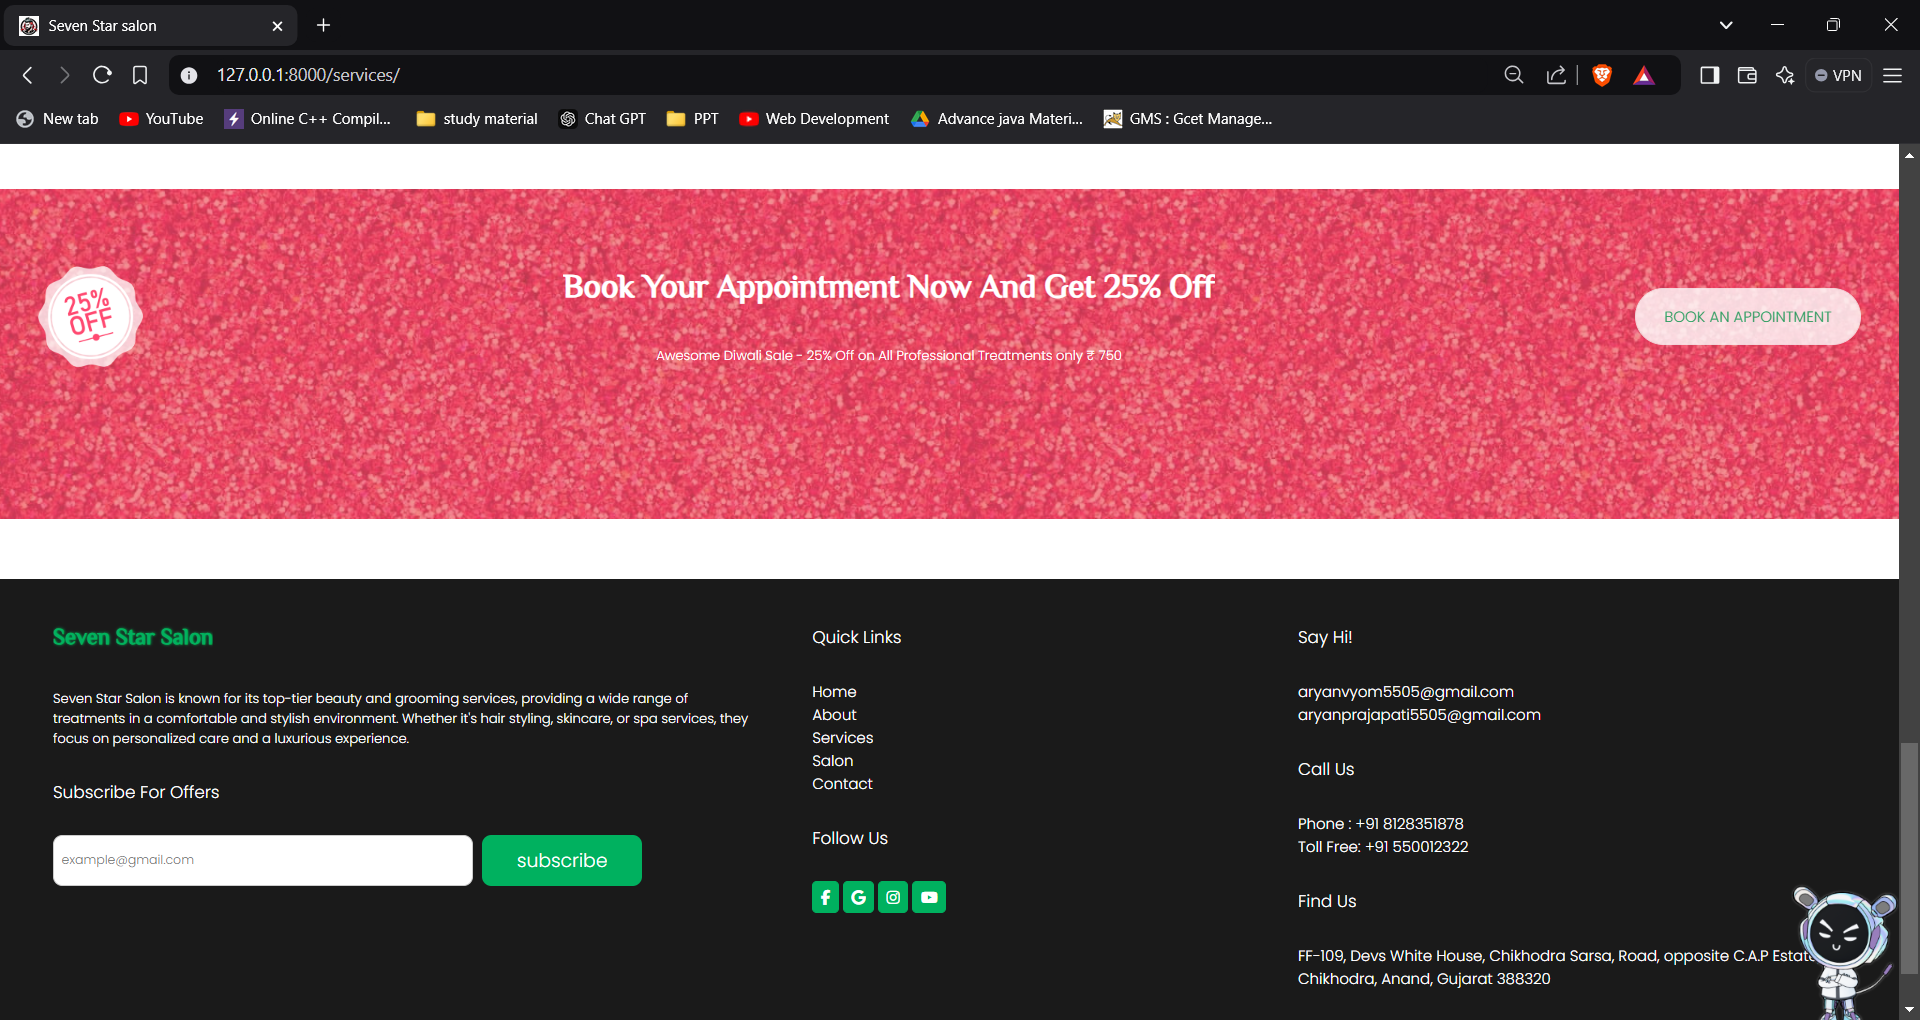 Seven Star salon
127.0.0.1:8000/services/
VPN
New tab
YouTube
Online C++ Compil...
study material
Chat GPT
PPT
Web Development
Advance java Materi...
GMS : Gcet Manage...
25%
OFF
Book Your Appointment Now And Get 25% Off
Awesome Diwali Sale - 25% Off on All Professional Treatments only ₹ 750
BOOK AN APPOINTMENT
Seven Star Salon
Seven Star Salon is known for its top-tier beauty and grooming services, providing a wide range of
treatments in a comfortable and stylish environment. Whether it's hair styling, skincare, or spa services, they
focus on personalized care and a luxurious experience.
Subscribe For Offers
example@gmail.com
subscribe
Quick Links
Home
About
Services
Salon
Contact
Follow Us
Say Hi!
aryanvyom5505@gmail.com
aryanprajapati5505@gmail.com
Call Us
Phone : +91 8128351878
Toll Free: +91 550012322
Find Us
FF-109, Devs White House, Chikhodra Sarsa, Road, opposite C.A.P Estate
Chikhodra, Anand, Gujarat 388320